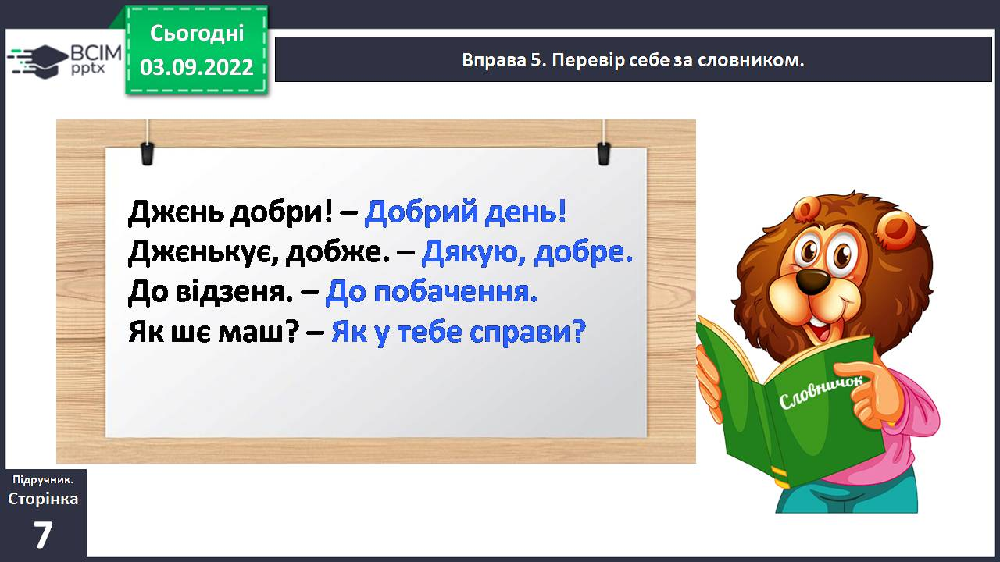 Сьогодні
03.09.2022
ВСІМ
pptx
Вправа 5. Перевір себе за словником.
Джєнь добри! – Добрий день!
Джєнькує, добже. – Дякую, добре.
До відзеня. – До побачення.
Як шє маш? – Як у тебе справи?
Словничок
Підручник.
Сторінка
7